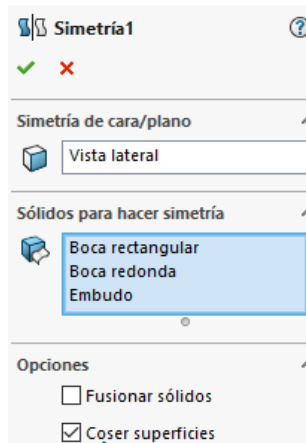 Simetría1
Simetría de cara/plano
Vista lateral
Sólidos para hacer simetría
Boca rectangular
Boca redonda
Embudo
Opciones
Fusionar sólidos
Coser superficies